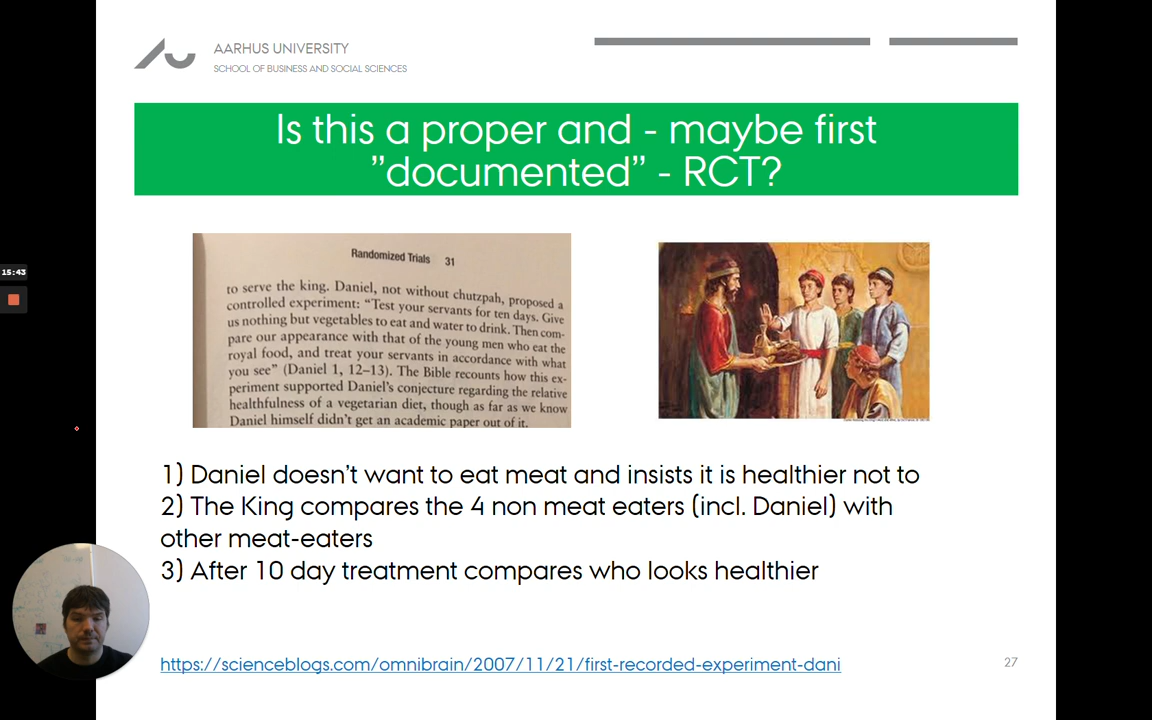 AARHUS UNIVERSITY
SCHOOL OF BUSINESS AND SOCIAL SCIENCES
Is this a proper and - maybe first
”documented” - RCT?
Randomized Trials 31
to serve the king. Daniel, not without chutzpah, proposed a
controlled experiment: “Test your servants for ten days. Give
us nothing but vegetables to eat and water to drink. Then com-
pare our appearance with that of the young men who eat the
royal food, and treat your servants in accordance with what
you see” (Daniel 1, 12–13). The Bible recounts how this ex-
periment supported Daniel’s conjecture regarding the relative
healthfulness of a vegetarian diet, though as far as we know
Daniel himself didn’t get an academic paper out of it.
15:43
1) Daniel doesn’t want to eat meat and insists it is healthier not to
2) The King compares the 4 non meat eaters (incl. Daniel) with
other meat-eaters
3) After 10 day treatment compares who looks healthier
https://scienceblogs.com/omnibrain/2007/11/21/first-recorded-experiment-dani
27